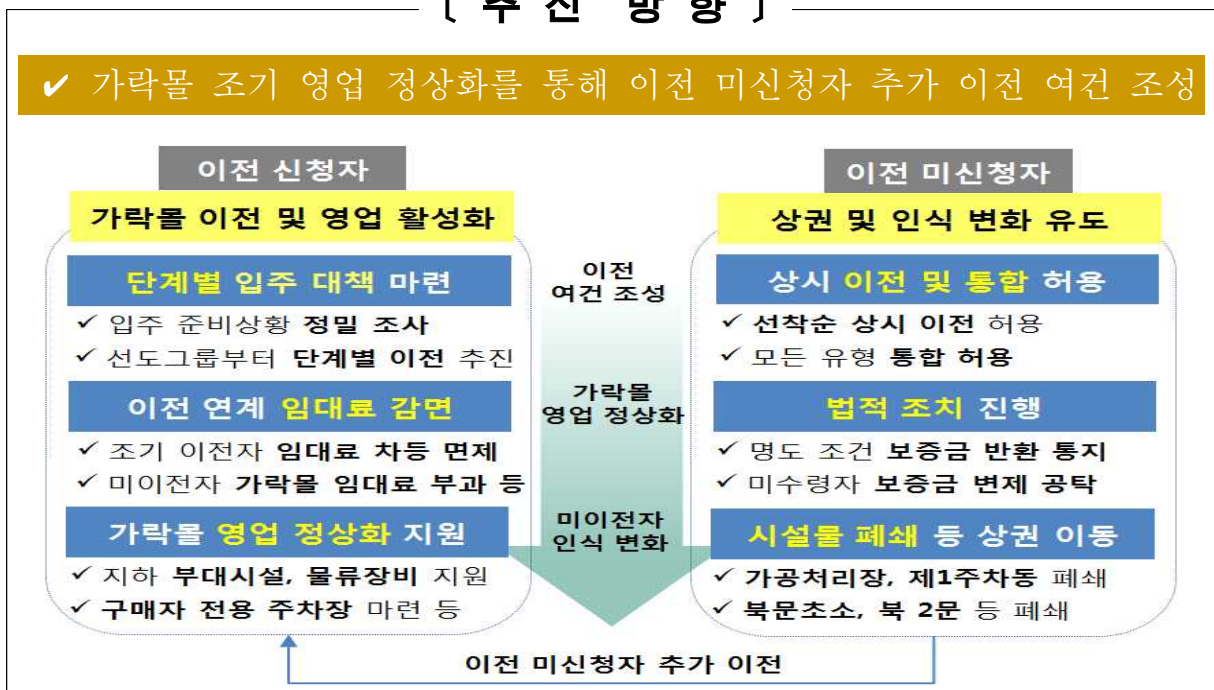 [ 추 진 방 향 ]
✔ 가락몰 조기 영업 정상화를 통해 이전 미신청자 추가 이전 여건 조성
이전 신청자
가락몰 이전 및 영업 활성화
단계별 입주 대책 마련
✓ 입주 준비상황 정밀 조사
✓ 선도그룹부터 단계별 이전 추진
이전 연계 임대료 감면
✓ 조기 이전자 임대료 차등 면제
✓ 미이전자 가락몰 임대료 부과 등
가락몰 영업 정상화 지원
✓ 지하 부대시설, 물류장비 지원
✓ 구매자 전용 주차장 마련 등
이전
여건 조성
가락몰
영업 정상화
미이전자
인식 변화
이전 미신청자
상권 및 인식 변화 유도
상시 이전 및 통합 허용
✓ 선착순 상시 이전 허용
✓ 모든 유형 통합 허용
법적 조치 진행
✓ 명도 조건 보증금 반환 통지
✓ 미수령자 보증금 변제 공탁
시설물 폐쇄 등 상권 이동
✓ 가공처리장, 제1주차동 폐쇄
✓ 북문초소, 북 2문 등 폐쇄
이전 미신청자 추가 이전